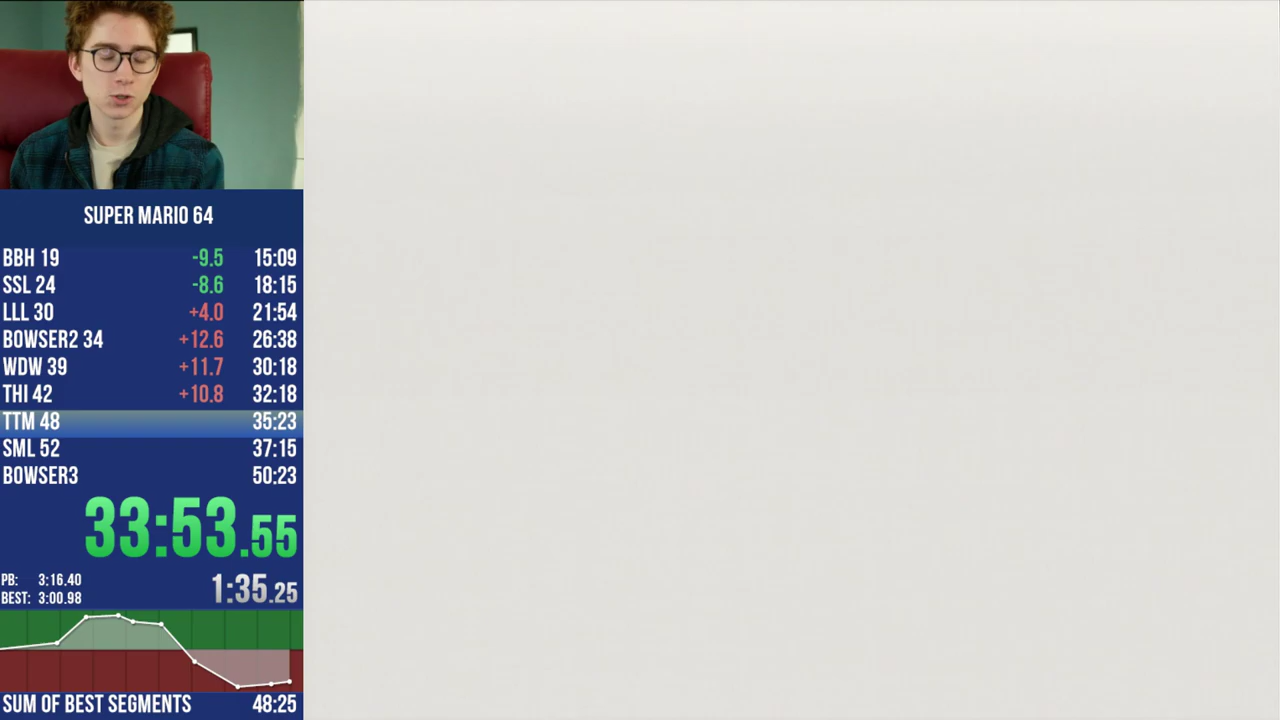 SUPER MARIO 64
BBH 19 -9.5 15:09
SSL 24 -8.6 18:15
LLL 30 +4.0 21:54
BOWSER2 34 +12.6 26:38
WDW 39 +11.7 30:18
THI 42 +10.8 32:18
TTM 48 35:23
SML 52 37:15
BOWSER3 50:23
33:53.55
PB: 3:16.40 1:35.25
BEST: 3:00.98
SUM OF BEST SEGMENTS 48:25